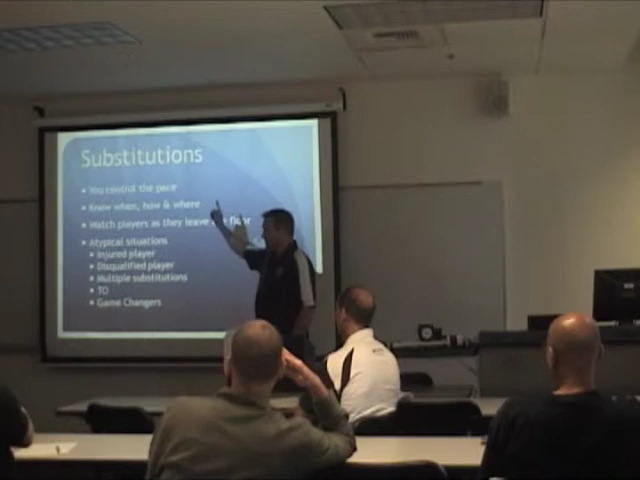 Substitutions
• You control the pace
• Know when, how & where
• Watch players as they leave floor
• Atypical situations
• Injured player
• Disqualified player
• Multiple substitutions
• TO
• Game Changers